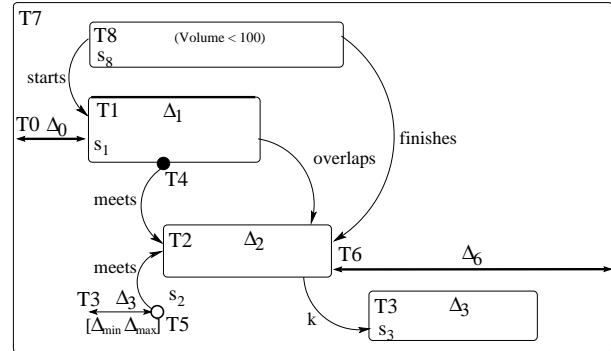 T7
T8 (Volume < 100)
s8
starts
T1 Δ1
T0 Δ0
s1
finishes
overlaps
T4
meets
T2 Δ2
T6
Δ6
meets
s2
T3 Δ3
[Δmin Δmax]
T5
k
T3 Δ3
s3